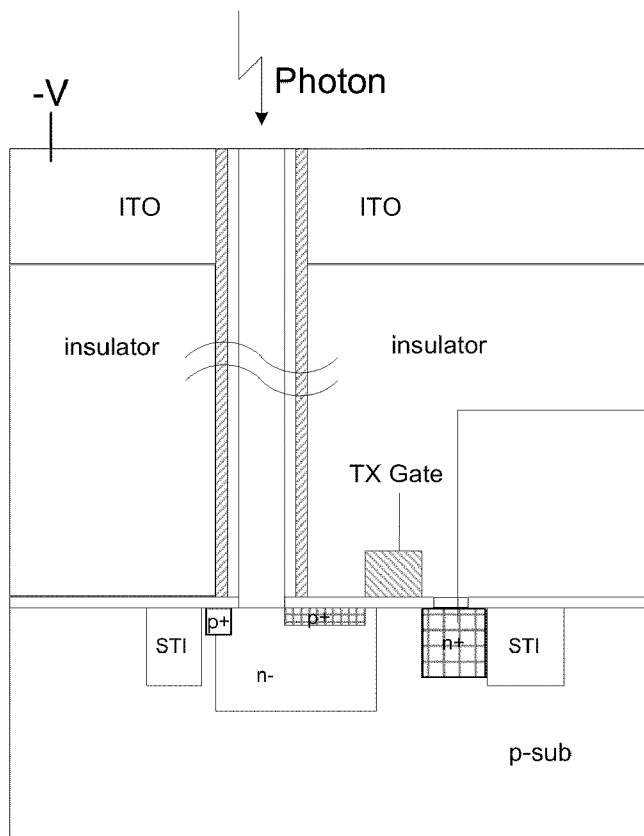 Photon
-V
ITO
ITO
insulator
insulator
TX Gate
p+
p+
n+
STI
STI
n-
p-sub